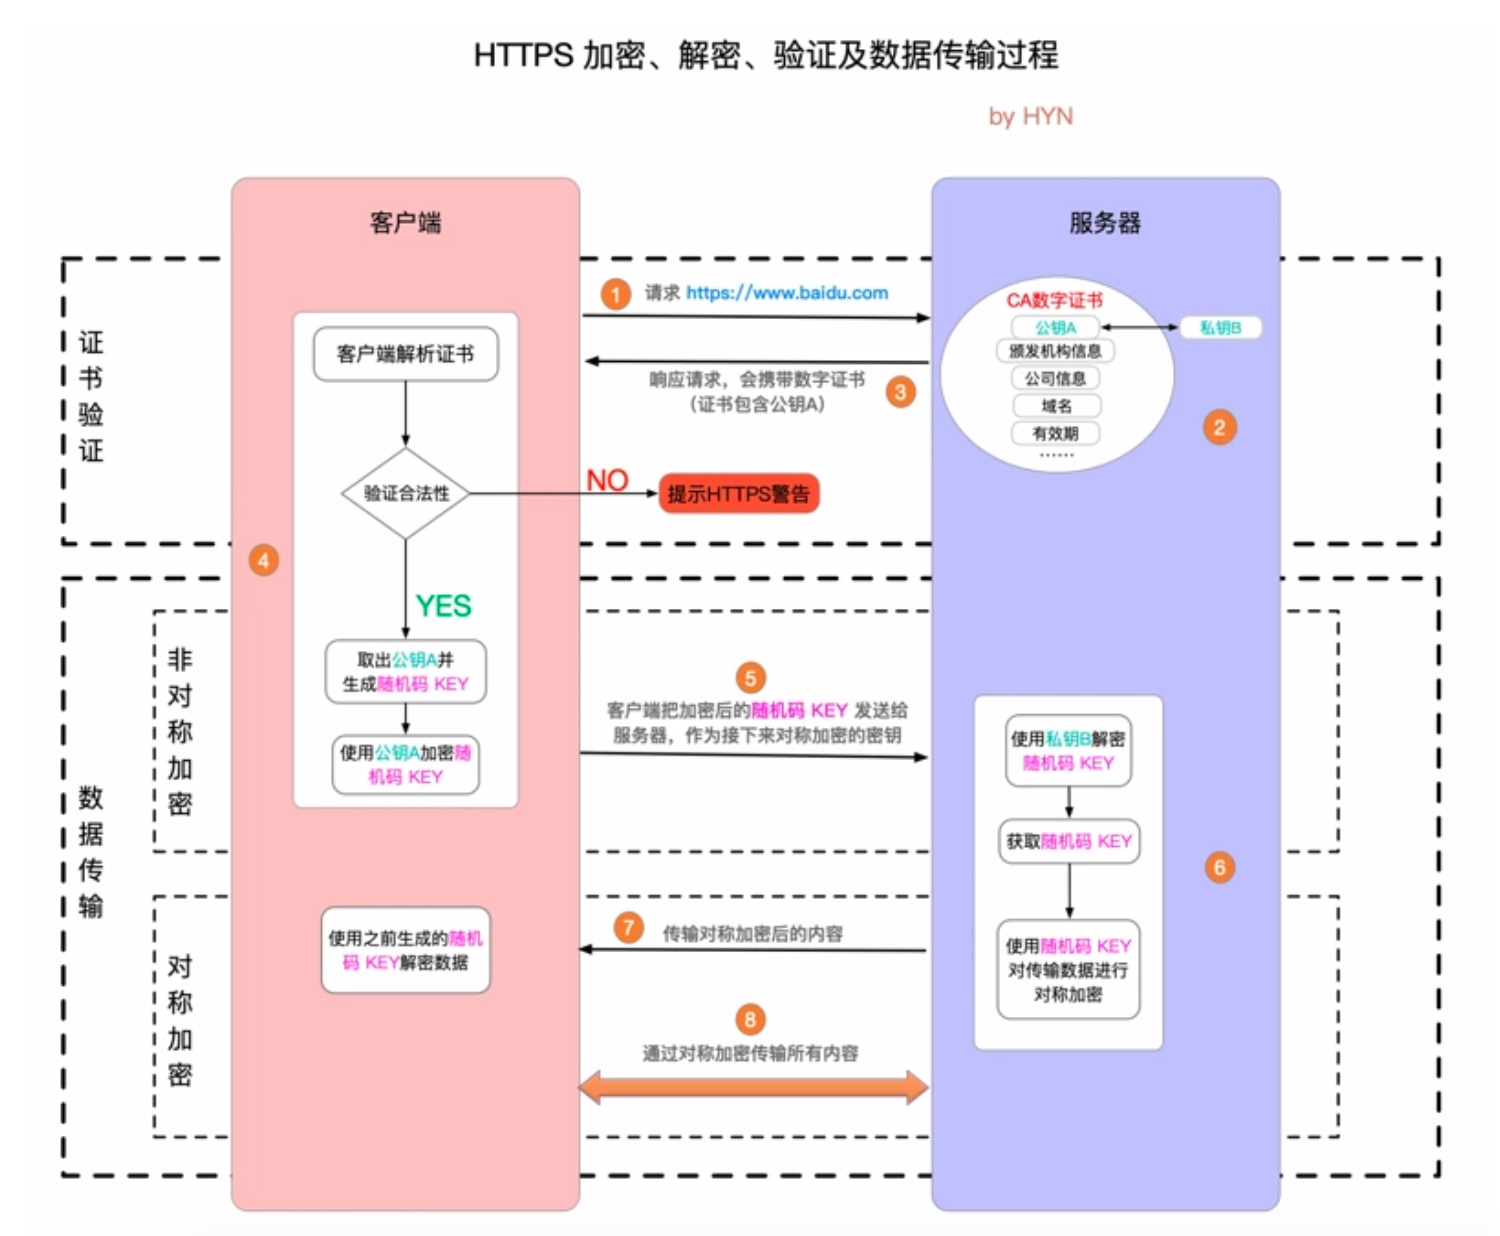 HTTPS 加密、解密、验证及数据传输过程
by HYN
客户端
服务器
证书验证
1
请求 https://www.baidu.com
CA数字证书
公钥A
私钥B
颁发机构信息
公司信息
域名
有效期
......
2
响应请求，会携带数字证书
（证书包含公钥A）
3
客户端解析证书
验证合法性
NO
提示HTTPS警告
4
YES
数据传输
非对称加密
取出公钥A并
生成随机码 KEY
使用公钥A加密随
机码 KEY
5
客户端把加密后的随机码 KEY 发送给
服务器，作为接下来对称加密的密钥
使用私钥B解密
随机码 KEY
获取随机码 KEY
6
对称加密
使用随机码 KEY
对传输数据进行
对称加密
7
传输对称加密后的内容
使用之前生成的随机
码 KEY解密数据
8
通过对称加密传输所有内容